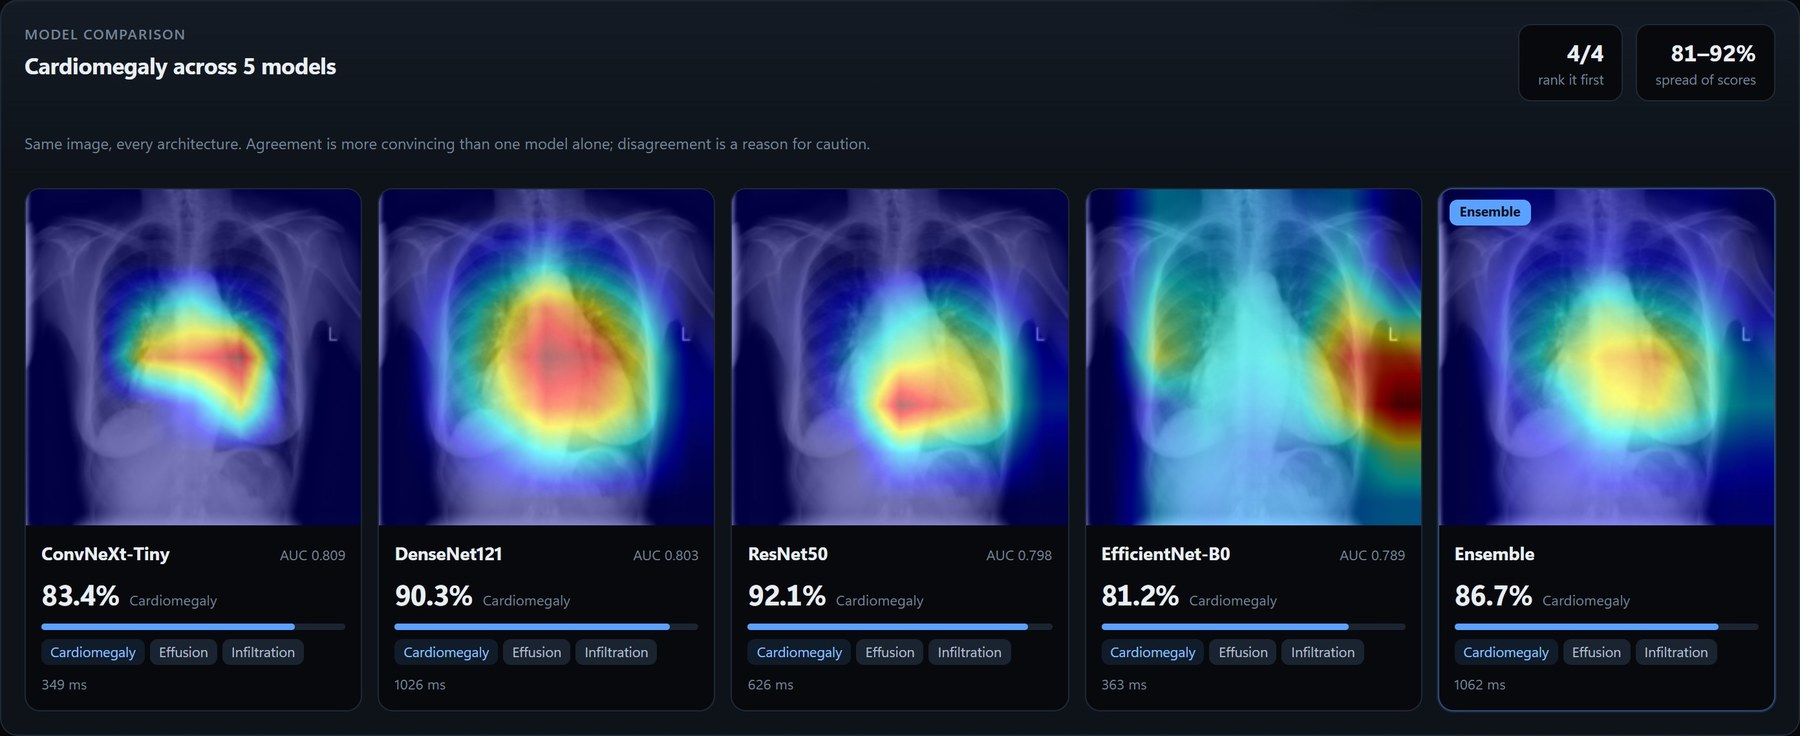 MODEL COMPARISON
Cardiomegaly across 5 models
4/4
rank it first
81–92%
spread of scores
Same image, every architecture. Agreement is more convincing than one model alone; disagreement is a reason for caution.
L
ConvNeXt-Tiny AUC 0.809
83.4% Cardiomegaly
Cardiomegaly Effusion Infiltration
349 ms
L
DenseNet121 AUC 0.803
90.3% Cardiomegaly
Cardiomegaly Effusion Infiltration
1026 ms
L
ResNet50 AUC 0.798
92.1% Cardiomegaly
Cardiomegaly Effusion Infiltration
626 ms
L
EfficientNet-B0 AUC 0.789
81.2% Cardiomegaly
Cardiomegaly Effusion Infiltration
363 ms
Ensemble
L
Ensemble
86.7% Cardiomegaly
Cardiomegaly Effusion Infiltration
1062 ms